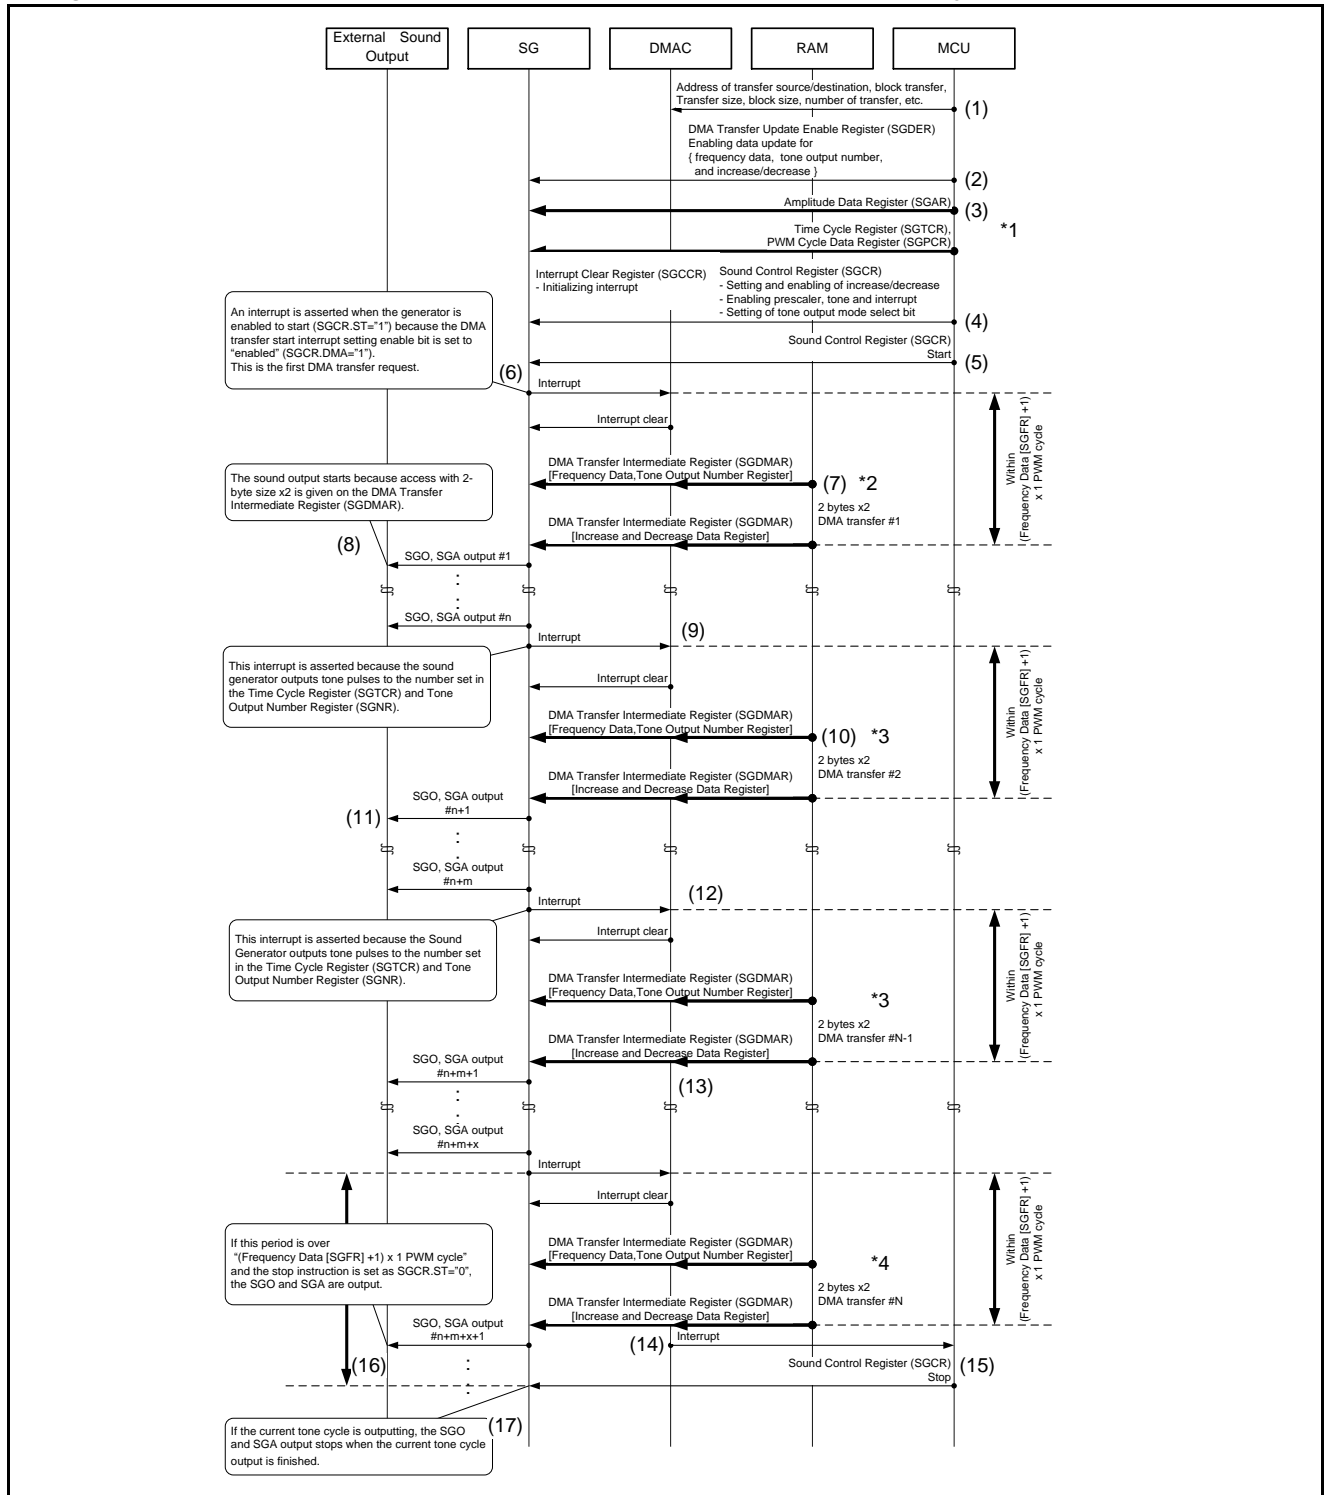 External Sound
Output
SG
DMAC
RAM
MCU
Address of transfer source/destination, block transfer,
Transfer size, block size, number of transfer, etc.
(1)
DMA Transfer Update Enable Register (SGDER)
Enabling data update for
{ frequency data, tone output number,
and increase/decrease }
(2)
Amplitude Data Register (SGAR)
(3)
*1
Time Cycle Register (SGTCR),
PWM Cycle Data Register (SGPCR)
Interrupt Clear Register (SGCCR)
- Initializing interrupt
Sound Control Register (SGCR)
- Setting and enabling of increase/decrease
- Enabling prescaler, tone and interrupt
- Setting of tone output mode select bit
(4)
An interrupt is asserted when the generator is
enabled to start (SGCR.ST="1") because the DMA
transfer start interrupt setting enable bit is set to
"enabled" (SGCR.DMA="1").
This is the first DMA transfer request.
Sound Control Register (SGCR)
Start
(5)
(6)
Interrupt
Interrupt clear
Within
(Frequency Data [SGFR] +1)
x 1 PWM cycle
DMA Transfer Intermediate Register (SGDMAR)
[Frequency Data,Tone Output Number Register]
(7) *2
2 bytes x2
DMA transfer #1
The sound output starts because access with 2-
byte size x2 is given on the DMA Transfer
Intermediate Register (SGDMAR).
DMA Transfer Intermediate Register (SGDMAR)
[Increase and Decrease Data Register]
(8)
SGO, SGA output #1
SGO, SGA output #n
Interrupt
(9)
This interrupt is asserted because the sound
generator outputs tone pulses to the number set in
the Time Cycle Register (SGTCR) and Tone
Output Number Register (SGNR).
Interrupt clear
Within
(Frequency Data [SGFR] +1)
x 1 PWM cycle
DMA Transfer Intermediate Register (SGDMAR)
[Frequency Data,Tone Output Number Register]
(10) *3
2 bytes x2
DMA transfer #2
DMA Transfer Intermediate Register (SGDMAR)
[Increase and Decrease Data Register]
SGO, SGA output
#n+1
(11)
SGO, SGA output
#n+m
Interrupt
(12)
This interrupt is asserted because the Sound
Generator outputs tone pulses to the number set
in the Time Cycle Register (SGTCR) and Tone
Output Number Register (SGNR).
Interrupt clear
Within
(Frequency Data [SGFR] +1)
x 1 PWM cycle
DMA Transfer Intermediate Register (SGDMAR)
[Frequency Data,Tone Output Number Register]
*3
2 bytes x2
DMA transfer #N-1
DMA Transfer Intermediate Register (SGDMAR)
[Increase and Decrease Data Register]
SGO, SGA output
#n+m+1
(13)
SGO, SGA output
#n+m+x
Interrupt
Interrupt clear
Within
(Frequency Data [SGFR] +1)
x 1 PWM cycle
If this period is over
"(Frequency Data [SGFR] +1) x 1 PWM cycle"
and the stop instruction is set as SGCR.ST="0",
the SGO and SGA are output.
DMA Transfer Intermediate Register (SGDMAR)
[Frequency Data,Tone Output Number Register]
*4
2 bytes x2
DMA transfer #N
DMA Transfer Intermediate Register (SGDMAR)
[Increase and Decrease Data Register]
SGO, SGA output
#n+m+x+1
(14)
Interrupt
(16)
Sound Control Register (SGCR)
Stop
(15)
(17)
If the current tone cycle is outputting, the SGO
and SGA output stops when the current tone cycle
output is finished.